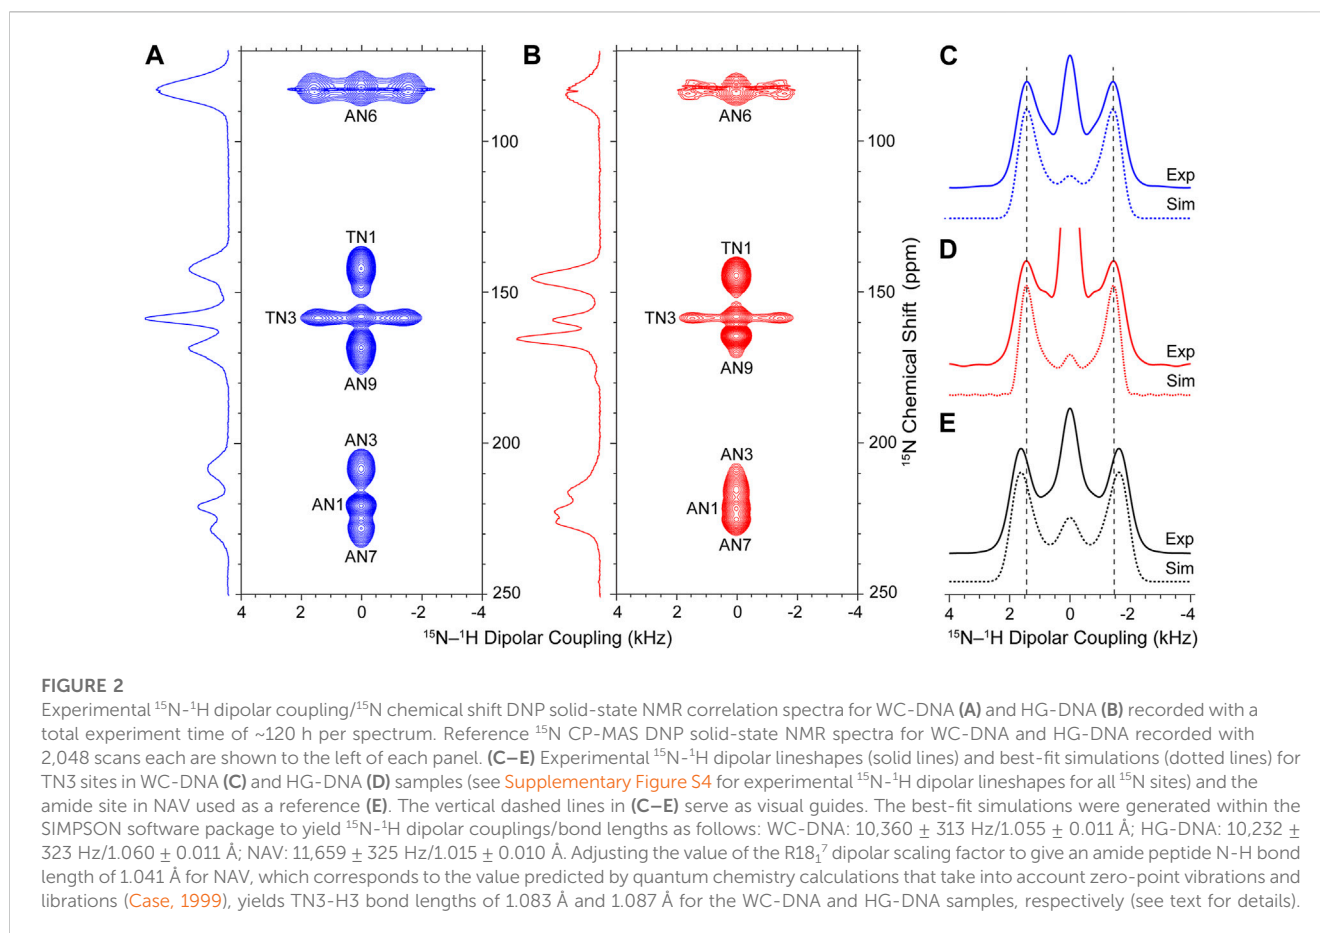 A
B
C
D
E
AN6
TN1
TN3
AN9
AN3
AN1
AN7
100
150
200
250
4 2 0 -2 -4
¹⁵N–¹H Dipolar Coupling (kHz)
AN6
TN1
TN3
AN9
AN3
AN1
AN7
100
150
200
250
¹⁵N Chemical Shift (ppm)
4 2 0 -2 -4
¹⁵N–¹H Dipolar Coupling (kHz)
Exp
Sim
Exp
Sim
Exp
Sim
4 2 0 -2 -4
¹⁵N–¹H Dipolar Coupling (kHz)
FIGURE 2
Experimental ¹⁵N-¹H dipolar coupling/¹⁵N chemical shift DNP solid-state NMR correlation spectra for WC-DNA (A) and HG-DNA (B) recorded with a
total experiment time of ~120 h per spectrum. Reference ¹⁵N CP-MAS DNP solid-state NMR spectra for WC-DNA and HG-DNA recorded with
2,048 scans each are shown to the left of each panel. (C–E) Experimental ¹⁵N-¹H dipolar lineshapes (solid lines) and best-fit simulations (dotted lines) for
TN3 sites in WC-DNA (C) and HG-DNA (D) samples (see Supplementary Figure S4 for experimental ¹⁵N-¹H dipolar lineshapes for all ¹⁵N sites) and the
amide site in NAV used as a reference (E). The vertical dashed lines in (C–E) serve as visual guides. The best-fit simulations were generated within the
SIMPSON software package to yield ¹⁵N-¹H dipolar couplings/bond lengths as follows: WC-DNA: 10,360 ± 313 Hz/1.055 ± 0.011 Å; HG-DNA: 10,232 ±
323 Hz/1.060 ± 0.011 Å; NAV: 11,659 ± 325 Hz/1.015 ± 0.010 Å. Adjusting the value of the R18₁⁷ dipolar scaling factor to give an amide peptide N-H bond
length of 1.041 Å for NAV, which corresponds to the value predicted by quantum chemistry calculations that take into account zero-point vibrations and
librations (Case, 1999), yields TN3-H3 bond lengths of 1.083 Å and 1.087 Å for the WC-DNA and HG-DNA samples, respectively (see text for details).